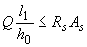 Q l₁/h₀ ≤ Rₛ Aₛ